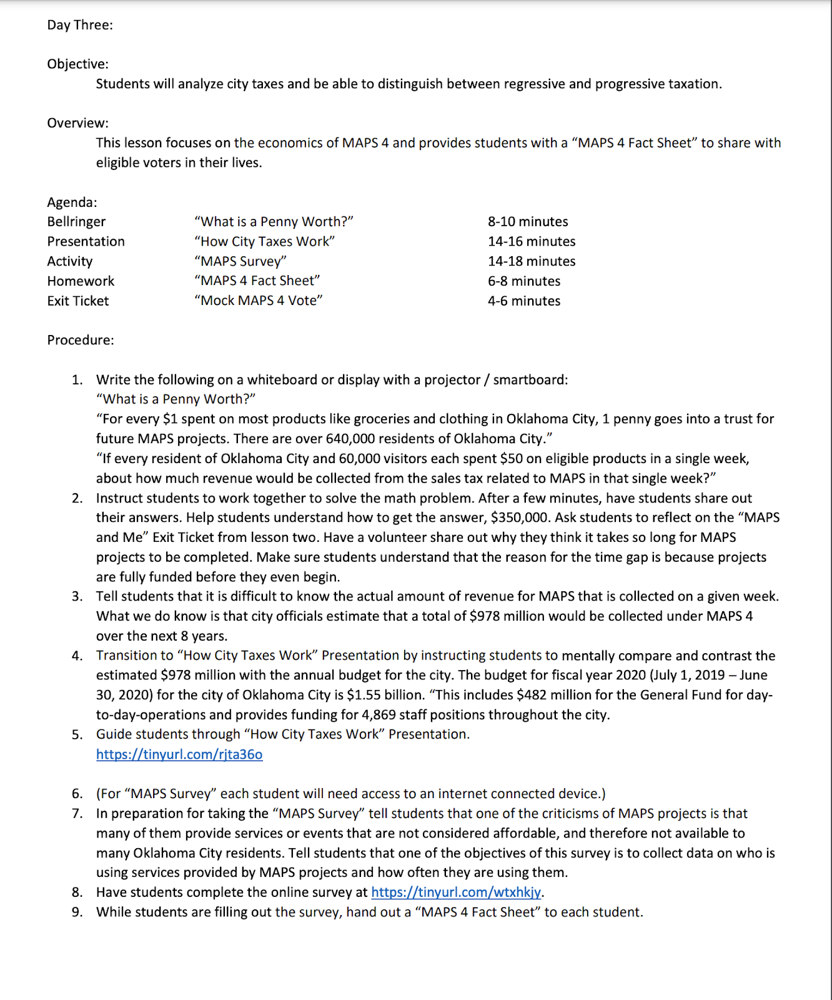 Day Three:
Objective:
Students will analyze city taxes and be able to distinguish between regressive and progressive taxation.
Overview:
This lesson focuses on the economics of MAPS 4 and provides students with a “MAPS 4 Fact Sheet” to share with
eligible voters in their lives.
Agenda:
Bellringer “What is a Penny Worth?” 8-10 minutes
Presentation “How City Taxes Work” 14-16 minutes
Activity “MAPS Survey” 14-18 minutes
Homework “MAPS 4 Fact Sheet” 6-8 minutes
Exit Ticket “Mock MAPS 4 Vote” 4-6 minutes
Procedure:
1. Write the following on a whiteboard or display with a projector / smartboard:
“What is a Penny Worth?”
“For every $1 spent on most products like groceries and clothing in Oklahoma City, 1 penny goes into a trust for
future MAPS projects. There are over 640,000 residents of Oklahoma City.”
“If every resident of Oklahoma City and 60,000 visitors each spent $50 on eligible products in a single week,
about how much revenue would be collected from the sales tax related to MAPS in that single week?”
2. Instruct students to work together to solve the math problem. After a few minutes, have students share out
their answers. Help students understand how to get the answer, $350,000. Ask students to reflect on the “MAPS
and Me” Exit Ticket from lesson two. Have a volunteer share out why they think it takes so long for MAPS
projects to be completed. Make sure students understand that the reason for the time gap is because projects
are fully funded before they even begin.
3. Tell students that it is difficult to know the actual amount of revenue for MAPS that is collected on a given week.
What we do know is that city officials estimate that a total of $978 million would be collected under MAPS 4
over the next 8 years.
4. Transition to “How City Taxes Work” Presentation by instructing students to mentally compare and contrast the
estimated $978 million with the annual budget for the city. The budget for fiscal year 2020 (July 1, 2019 – June
30, 2020) for the city of Oklahoma City is $1.55 billion. “This includes $482 million for the General Fund for day-
to-day-operations and provides funding for 4,869 staff positions throughout the city.
5. Guide students through “How City Taxes Work” Presentation.
https://tinyurl.com/rjta36o
6. (For “MAPS Survey” each student will need access to an internet connected device.)
7. In preparation for taking the “MAPS Survey” tell students that one of the criticisms of MAPS projects is that
many of them provide services or events that are not considered affordable, and therefore not available to
many Oklahoma City residents. Tell students that one of the objectives of this survey is to collect data on who is
using services provided by MAPS projects and how often they are using them.
8. Have students complete the online survey at https://tinyurl.com/wtxhkjy.
9. While students are filling out the survey, hand out a “MAPS 4 Fact Sheet” to each student.